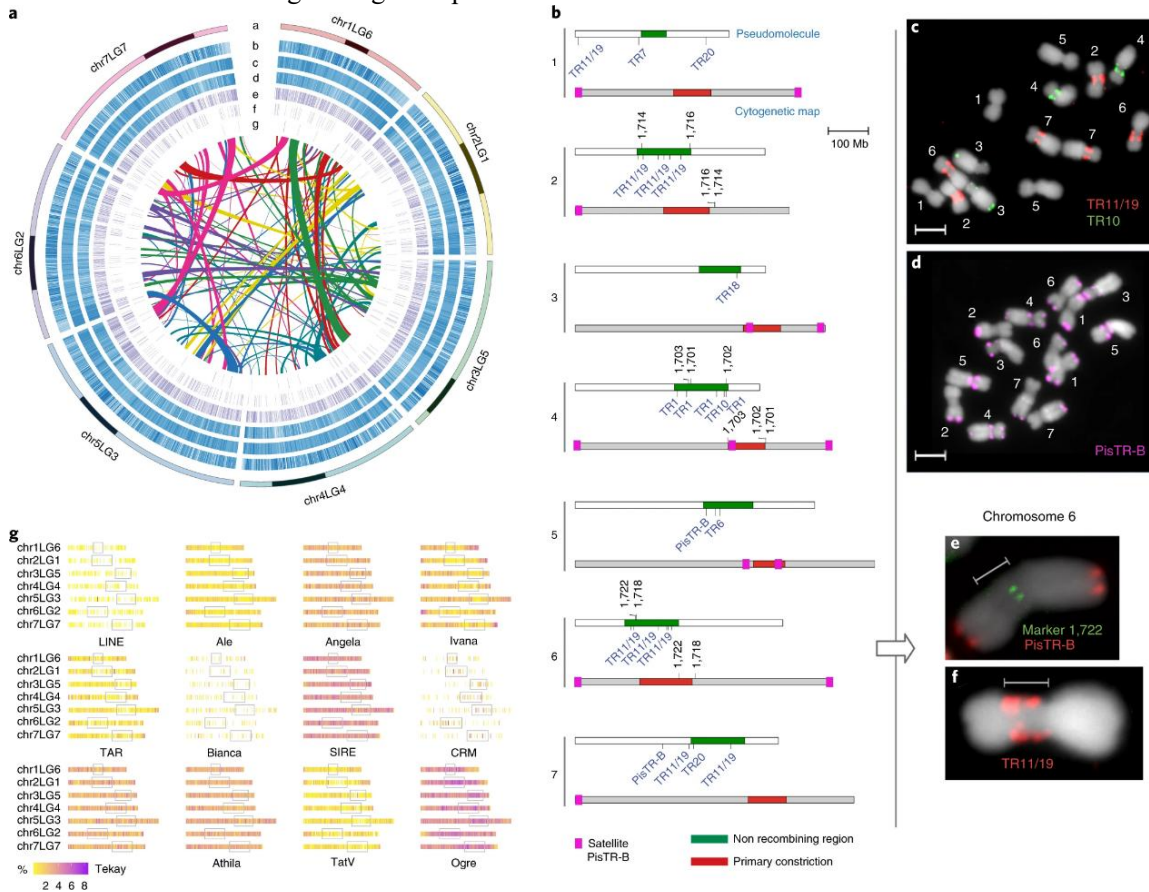 a
chr1LG6
chr2LG1
chr3LG5
chr4LG4
chr5LG3
chr6LG2
chr7LG7
a
b
c
d
e
f
g
b
Pseudomolecule
Cytogenetic map
100 Mb
1
TR11/19
TR7
TR20
2
1,714
1,716
TR11/19
TR11/19
TR11/19
1,716
1,714
3
TR18
4
1,703
1,701
1,702
TR1
TR1
TR1
TR10
TR1
1,703
1,702
1,701
5
PisTR-B
TR6
6
1,722
1,718
TR11/19
TR11/19
TR11/19
1,722
1,718
7
PisTR-B
TR11/19
TR20
TR11/19
Satellite
PisTR-B
Non recombining region
Primary constriction
c
5
2
4
4
1
6
7
7
6
3
1
2
3
5
TR11/19
TR10
d
6
3
2
4
1
3
6
5
5
1
7
2
4
7
PisTR-B
Chromosome 6
e
Marker 1,722
PisTR-B
f
TR11/19
g
chr1LG6
chr2LG1
chr3LG5
chr4LG4
chr5LG3
chr6LG2
chr7LG7
LINE
Ale
Angela
Ivana
chr1LG6
chr2LG1
chr3LG5
chr4LG4
chr5LG3
chr6LG2
chr7LG7
TAR
Bianca
SIRE
CRM
chr1LG6
chr2LG1
chr3LG5
chr4LG4
chr5LG3
chr6LG2
chr7LG7
% Tekay
2 4 6 8
Athila
TatV
Ogre